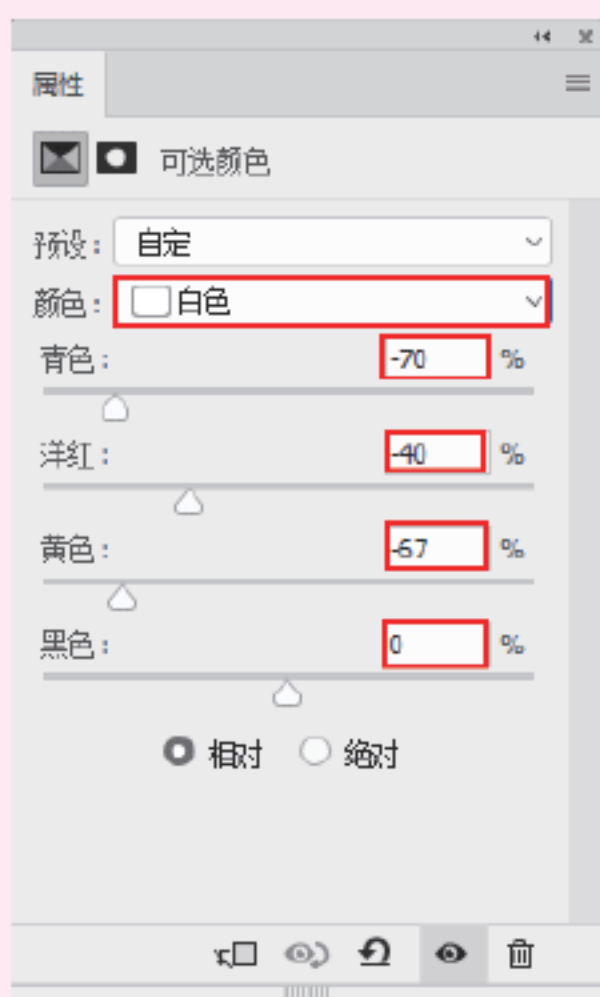 属性
可选颜色
预设： 自定
颜色： 白色
青色： -70 %
洋红： -40 %
黄色： -67 %
黑色： 0 %
相对 绝对